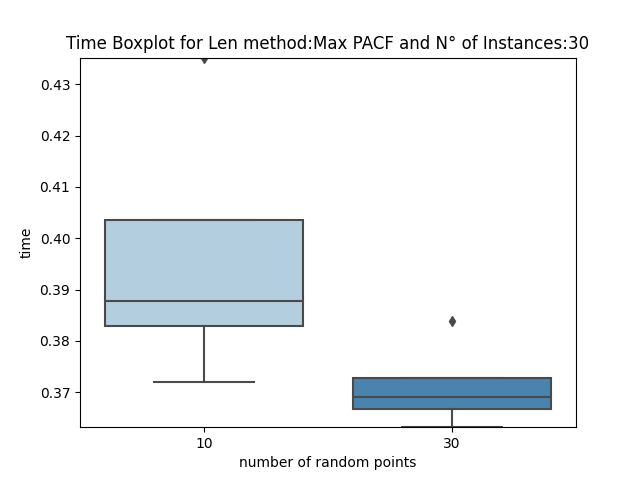 Time Boxplot for Len method:Max PACF and N° of Instances:30
0.43
0.42
0.41
0.40
0.39
0.38
0.37
time
10 30
number of random points